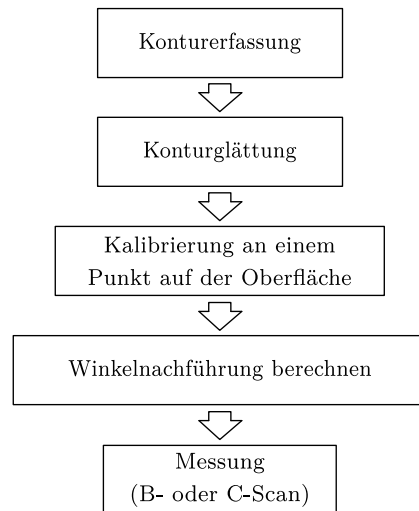 Konturerfassung
Konturglättung
Kalibrierung an einem
Punkt auf der Oberfläche
Winkelnachführung berechnen
Messung
(B- oder C-Scan)